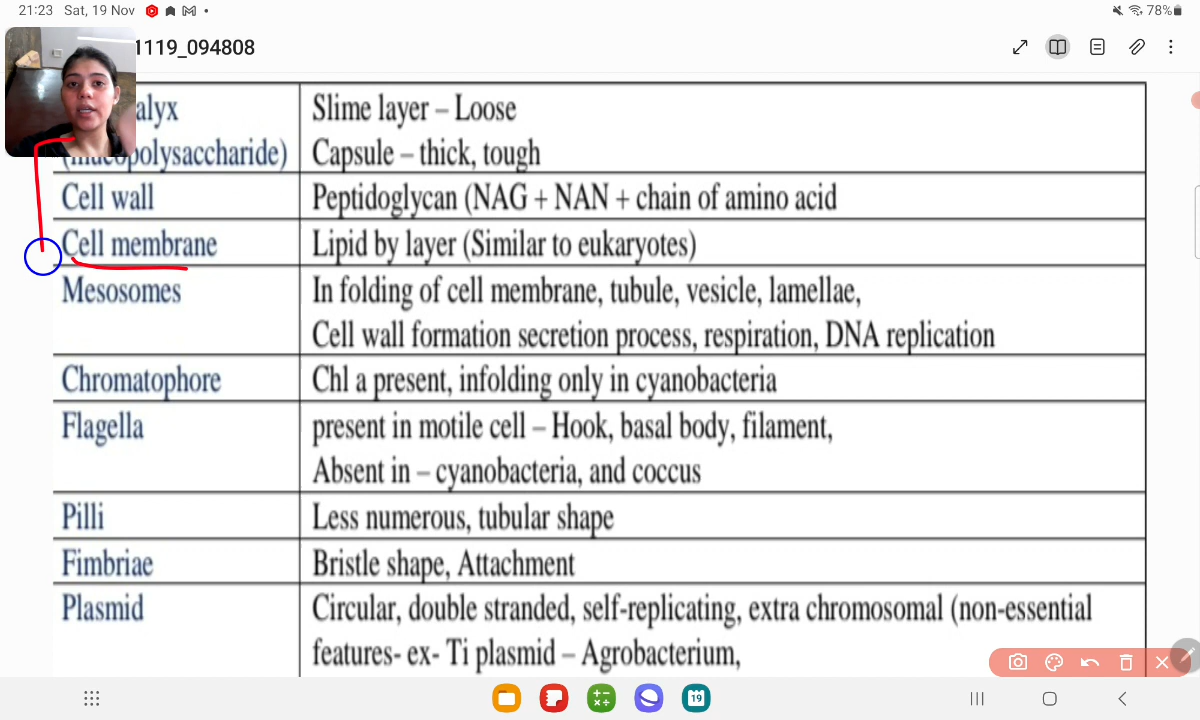 21:23 Sat, 19 Nov
78%
1119_094808
alyx
Slime layer – Loose
(mucopolysaccharide)
Capsule – thick, tough
Cell wall
Peptidoglycan (NAG + NAN + chain of amino acid
Cell membrane
Lipid by layer (Similar to eukaryotes)
Mesosomes
In folding of cell membrane, tubule, vesicle, lamellae,
Cell wall formation secretion process, respiration, DNA replication
Chromatophore
Chl a present, infolding only in cyanobacteria
Flagella
present in motile cell – Hook, basal body, filament,
Absent in – cyanobacteria, and coccus
Pilli
Less numerous, tubular shape
Fimbriae
Bristle shape, Attachment
Plasmid
Circular, double stranded, self-replicating, extra chromosomal (non-essential
features- ex- Ti plasmid – Agrobacterium,
19